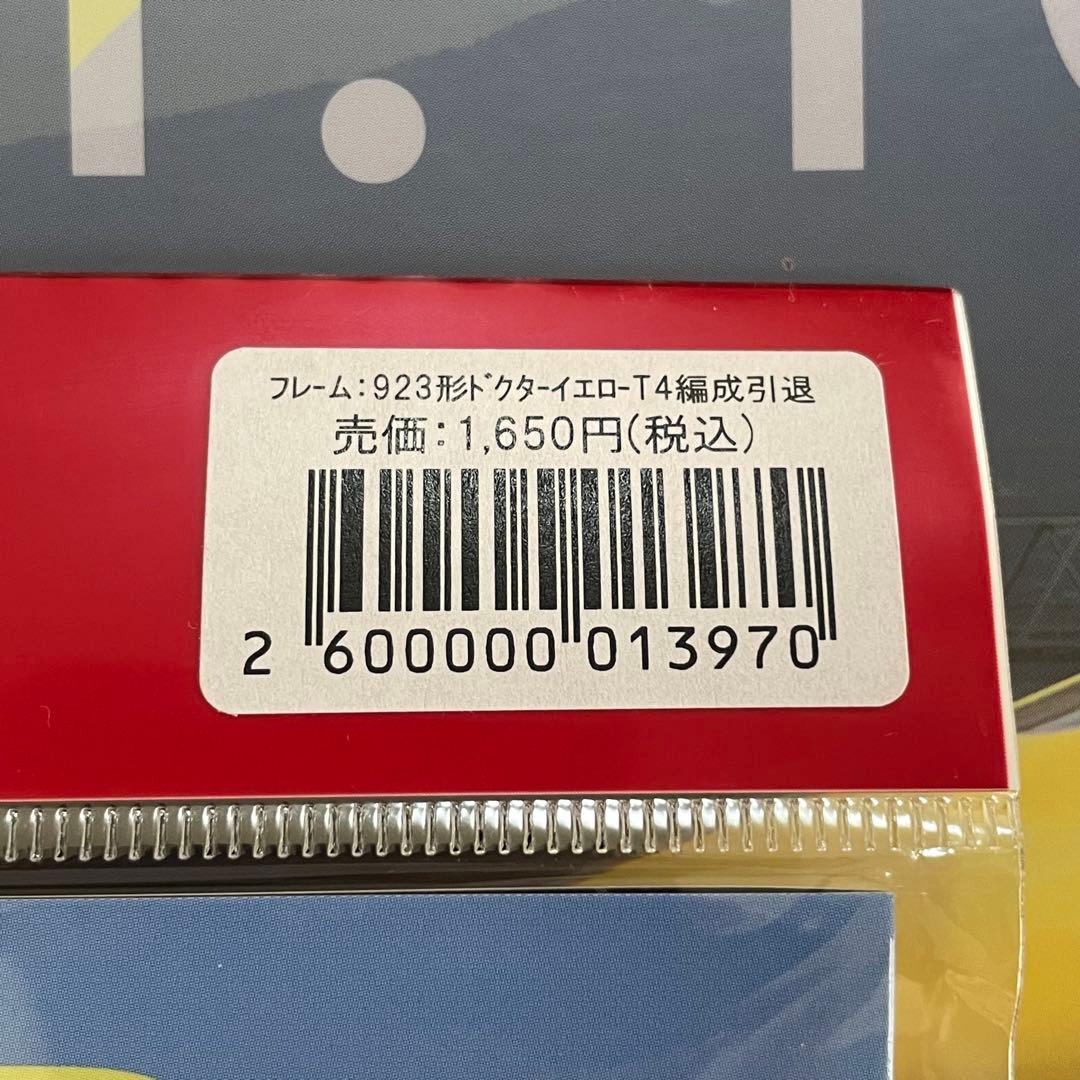 フレーム:923形ﾄﾞクターイエローT4編成引退
売価:1,650円(税込)
2 600000 013970